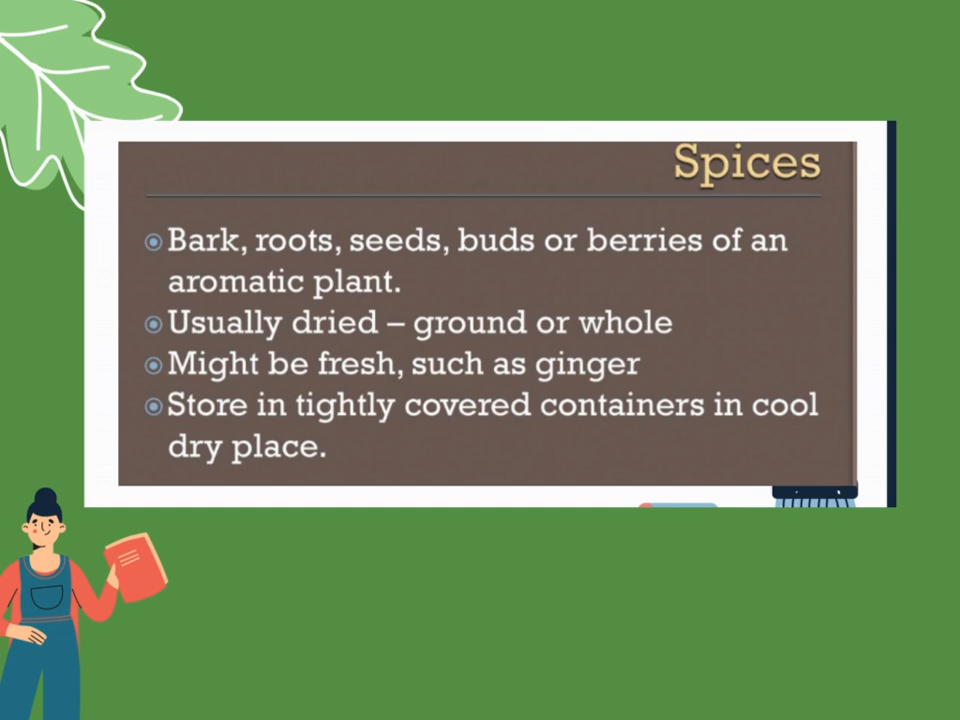 Spices
Bark, roots, seeds, buds or berries of an
aromatic plant.
Usually dried – ground or whole
Might be fresh, such as ginger
Store in tightly covered containers in cool
dry place.